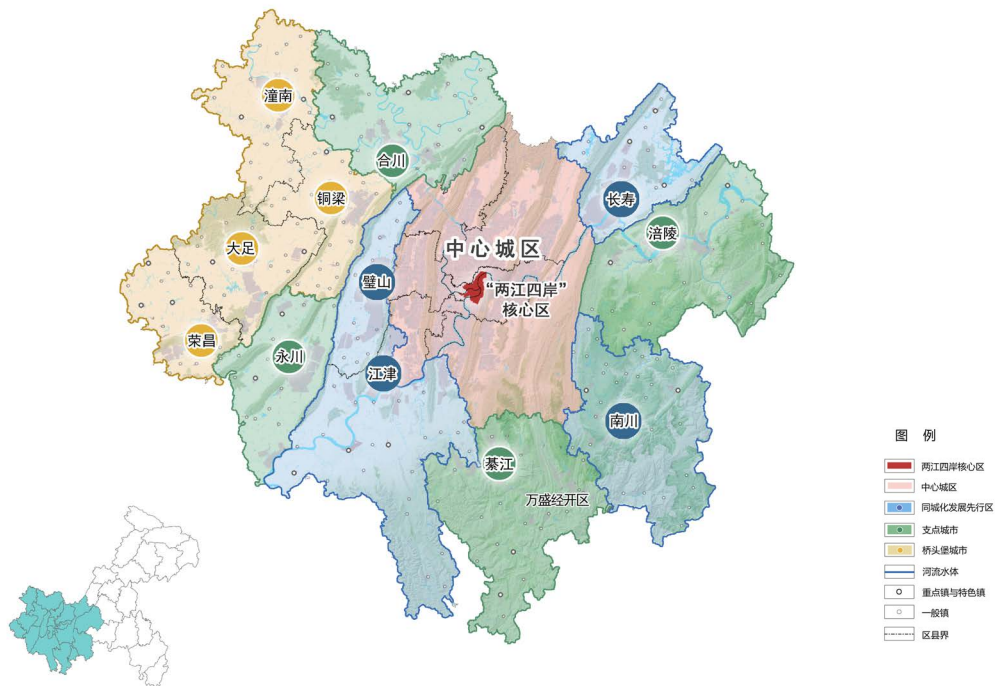 潼南
合川
铜梁
长寿
涪陵
大足
中心城区
璧山
“两江四岸”
核心区
荣昌
永川
江津
南川
綦江
万盛经开区
图 例
两江四岸核心区
中心城区
同城化发展先行区
支点城市
桥头堡城市
河流水体
重点镇与特色镇
一般镇
区县界